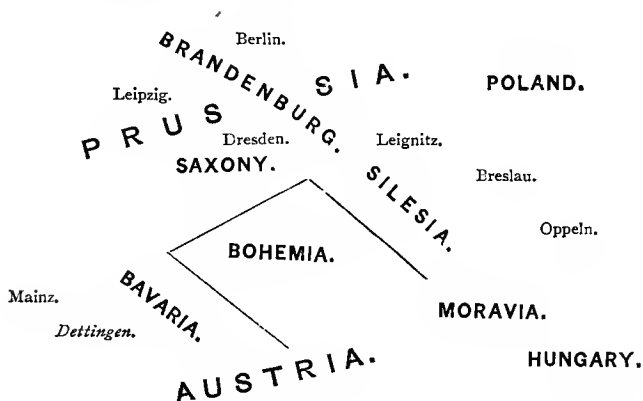 Berlin.
BRANDENBURG.
PRUSSIA.
POLAND.
Leipzig.
Dresden.
Leignitz.
SAXONY.
SILESIA.
Breslau.
Oppeln.
BOHEMIA.
Mainz.
BAVARIA.
Dettingen.
MORAVIA.
AUSTRIA.
HUNGARY.